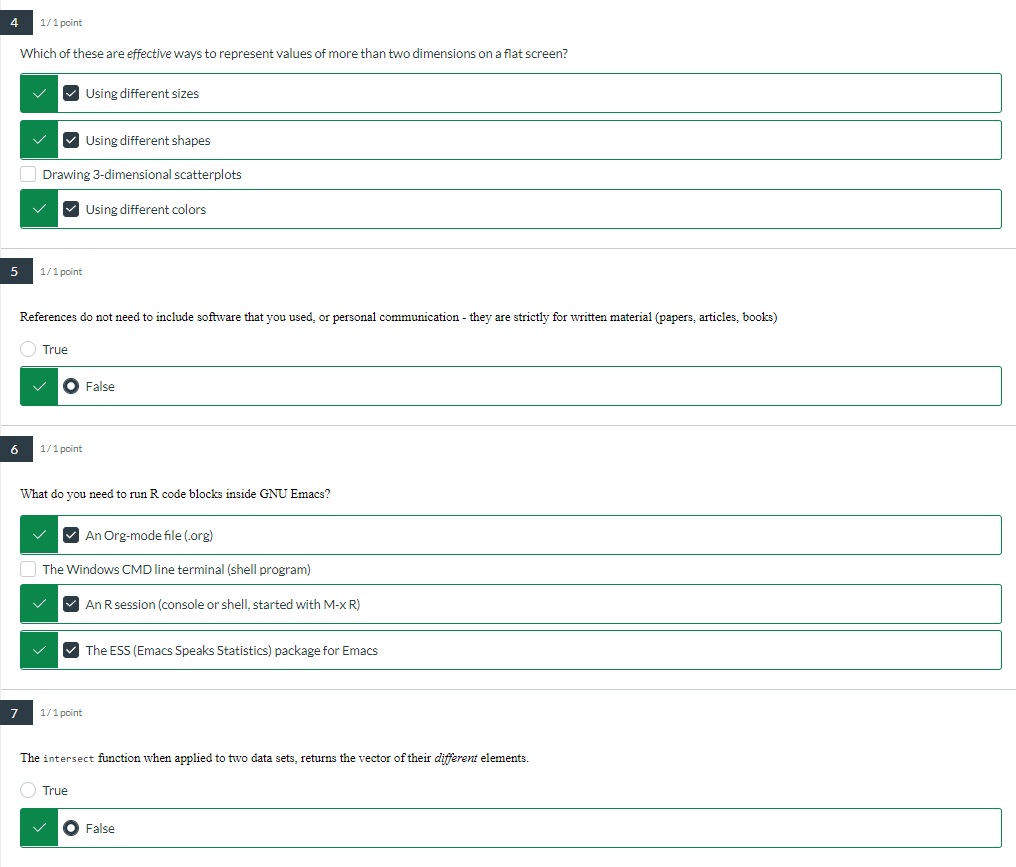 4 1 / 1 point
Which of these are effective ways to represent values of more than two dimensions on a flat screen?
Using different sizes
Using different shapes
Drawing 3-dimensional scatterplots
Using different colors
5 1 / 1 point
References do not need to include software that you used, or personal communication - they are strictly for written material (papers, articles, books)
True
False
6 1 / 1 point
What do you need to run R code blocks inside GNU Emacs?
An Org-mode file (.org)
The Windows CMD line terminal (shell program)
An R session (console or shell, started with M-x R)
The ESS (Emacs Speaks Statistics) package for Emacs
7 1 / 1 point
The intersect function when applied to two data sets, returns the vector of their different elements.
True
False